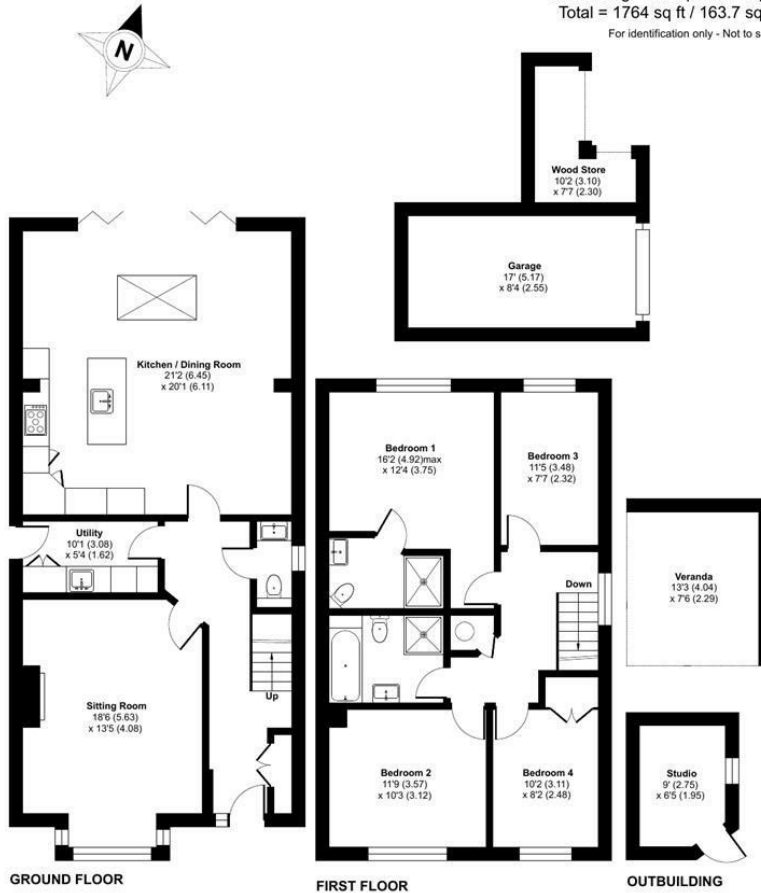 Total = 1764 sq ft / 163.7 sq
For identification only - Not to s
N
Wood Store
10'2 (3.10)
x 7'7 (2.30)
Garage
17' (5.17)
x 8'4 (2.55)
Kitchen / Dining Room
21'2 (6.45)
x 20'1 (6.11)
Bedroom 1
16'2 (4.92)max
x 12'4 (3.75)
Bedroom 3
11'5 (3.48)
x 7'7 (2.32)
Utility
10'1 (3.08)
x 5'4 (1.62)
Down
Veranda
13'3 (4.04)
x 7'6 (2.29)
Up
Sitting Room
18'6 (5.63)
x 13'5 (4.08)
Bedroom 2
11'9 (3.57)
x 10'3 (3.12)
Bedroom 4
10'2 (3.11)
x 8'2 (2.48)
Studio
9' (2.75)
x 6'5 (1.95)
GROUND FLOOR
FIRST FLOOR
OUTBUILDING